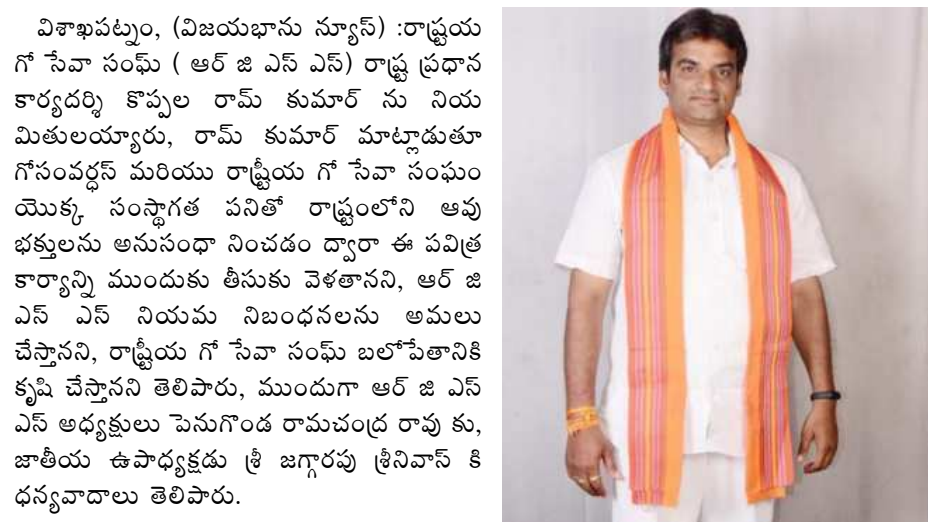 విశాఖపట్నం, (విజయభాను న్యూస్) :రాష్ట్రయ
గో సేవా సంఘ్ ( ఆర్ జి ఎస్ ఎస్) రాష్ట్ర ప్రధాన
కార్యదర్శి కొప్పల రామ్ కుమార్ ను నియ
మితులయ్యారు, రామ్ కుమార్ మాట్లాడుతూ
గోసంవర్ధన్ మరియు రాష్ట్రీయ గో సేవా సంఘం
యొక్క సంస్థాగత పనితో రాష్ట్రంలోని ఆవు
భక్తులను అనుసంధా నించడం ద్వారా ఈ పవిత్ర
కార్యాన్ని ముందుకు తీసుకు వెళతానని, ఆర్ జి
ఎస్ ఎస్ నియమ నిబంధనలను అమలు
చేస్తానని, రాష్ట్రీయ గో సేవా సంఘ్ బలోపేతానికి
కృషి చేస్తానని తెలిపారు, ముందుగా ఆర్ జి ఎస్
ఎస్ అధ్యక్షులు పెనుగొండ రామచంద్ర రావు కు,
జాతీయ ఉపాధ్యక్షడు శ్రీ జగ్గారపు శ్రీనివాస్ కి
ధన్యవాదాలు తెలిపారు.